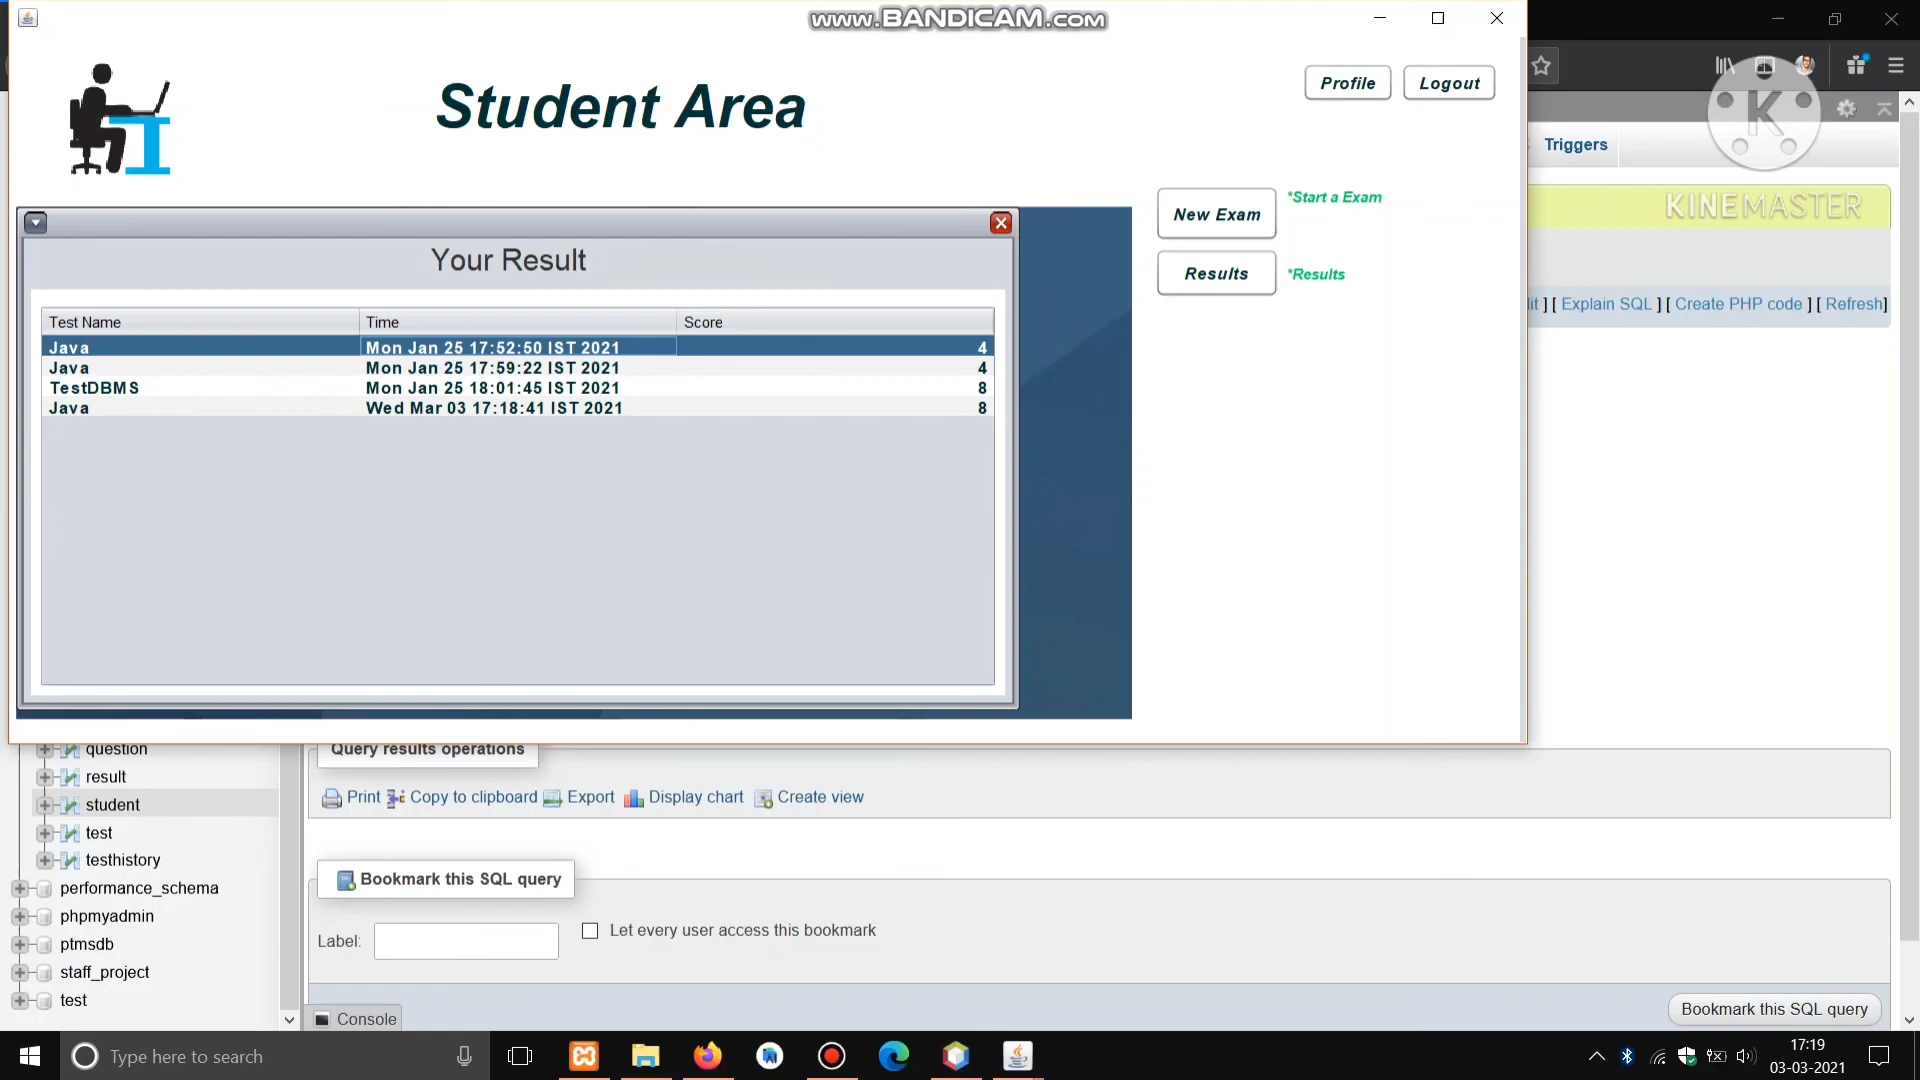 www.BANDICAM.com
Student Area
Profile
Logout
K
Triggers
KINEMASTER
New Exam
*Start a Exam
Results
*Results
Your Result
Test Name Time Score
Java Mon Jan 25 17:52:50 IST 2021 4
Java Mon Jan 25 17:59:22 IST 2021 4
TestDBMS Mon Jan 25 18:01:45 IST 2021 8
Java Wed Mar 03 17:18:41 IST 2021 8
] [ Explain SQL ] [ Create PHP code ] [ Refresh]
question
result
student
test
testhistory
performance_schema
phpmyadmin
ptmsdb
staff_project
test
Query results operations
Print Copy to clipboard Export Display chart Create view
Bookmark this SQL query
Label:
Let every user access this bookmark
Bookmark this SQL query
Console
Type here to search
17:19
03-03-2021